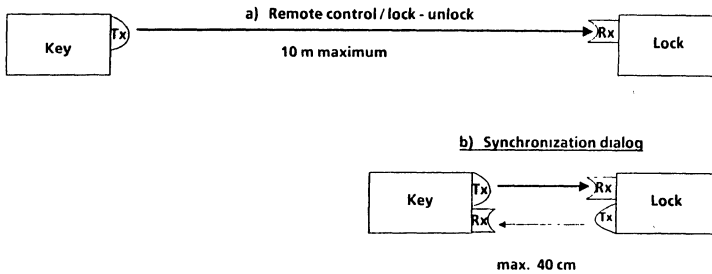 a) Remote control / lock - unlock
Key Tx Rx Lock
10 m maximum
b) Synchronization dialog
Key Tx Rx Lock
Rx Tx
max. 40 cm